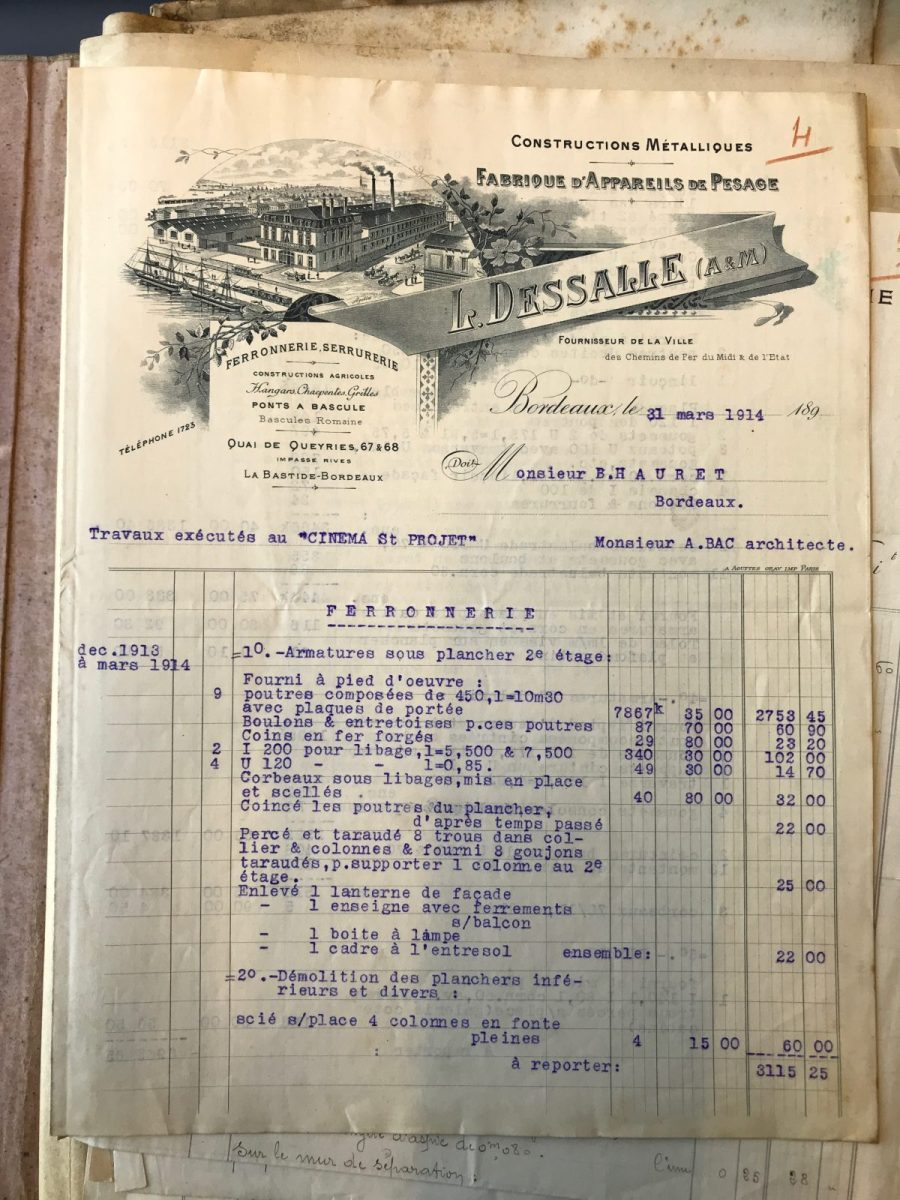 H
CONSTRUCTIONS MÉTALLIQUES
FABRIQUE D'APPAREILS DE PESAGE
L. DESSALLE (A & M)
FOURNISSEUR DE LA VILLE
des Chemins de Fer du Midi & de l'Etat
FERRONNERIE, SERRURERIE
CONSTRUCTIONS AGRICOLES
Hangars, Charpentes, Grilles
PONTS A BASCULE
Bascules Romaine
TÉLÉPHONE 1725
QUAI DE QUEYRIES, 67 & 68
IMPASSE RIVES
LA BASTIDE-BORDEAUX
Bordeaux, le 31 mars 1914 189
Doit Monsieur B.HAURET
Bordeaux.
Travaux exécutés au "CINEMA St PROJET" Monsieur A.BAC architecte.
A AOUTTES GRAV IMP PARIS
FERRONNERIE
dec.1913
à mars 1914
=1º.-Armatures sous plancher 2e étage:
Fourni à pied d'oeuvre :
9 poutres composées de 450,l=10m30
avec plaques de portée 7867k 35 00 2753 45
Boulons & entretoises p.ces poutres 87 70 00 60 90
Coins en fer forgés 29 80 00 23 20
2 I 200 pour libage,l=5,500 & 7,500 340 30 00 102 00
4 U 120 - - l=0,85. 49 30 00 14 70
Corbeaux sous libages,mis en place
et scellés . 40 80 00 32 00
Coincé les poutres du plancher,
d'après temps passé 22 00
Percé et taraudé 8 trous dans col-
lier & colonnes & fourni 8 goujons
taraudés,p.supporter 1 colonne au 2e
étage. 25 00
Enlevé 1 lanterne de façade
- 1 enseigne avec ferrements
s/balcon
- 1 boite à lampe
- 1 cadre à l'entresol ensemble: 22 00
=2º.-Démolition des planchers infé-
rieurs et divers :
scié s/place 4 colonnes en fonte
pleines 4 15 00 60 00
à reporter: 3115 25
sur le mur de séparation :